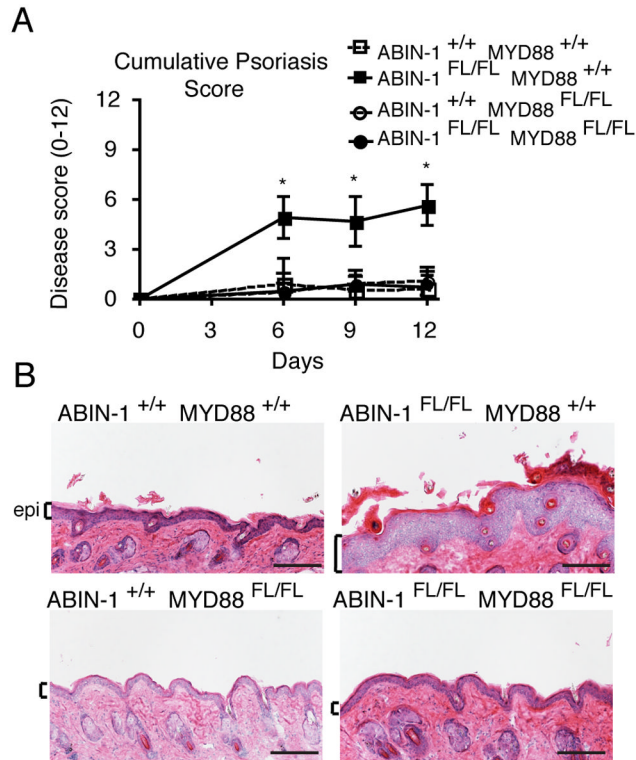 A
Cumulative Psoriasis
Score
ABIN-1 +/+ MYD88 +/+
ABIN-1 FL/FL MYD88 +/+
ABIN-1 +/+ MYD88 FL/FL
ABIN-1 FL/FL MYD88 FL/FL
Disease score (0-12)
12
9
6
3
0
* * *
0 3 6 9 12
Days
B
ABIN-1 +/+ MYD88 +/+
ABIN-1 FL/FL MYD88 +/+
epi
ABIN-1 +/+ MYD88 FL/FL
ABIN-1 FL/FL MYD88 FL/FL